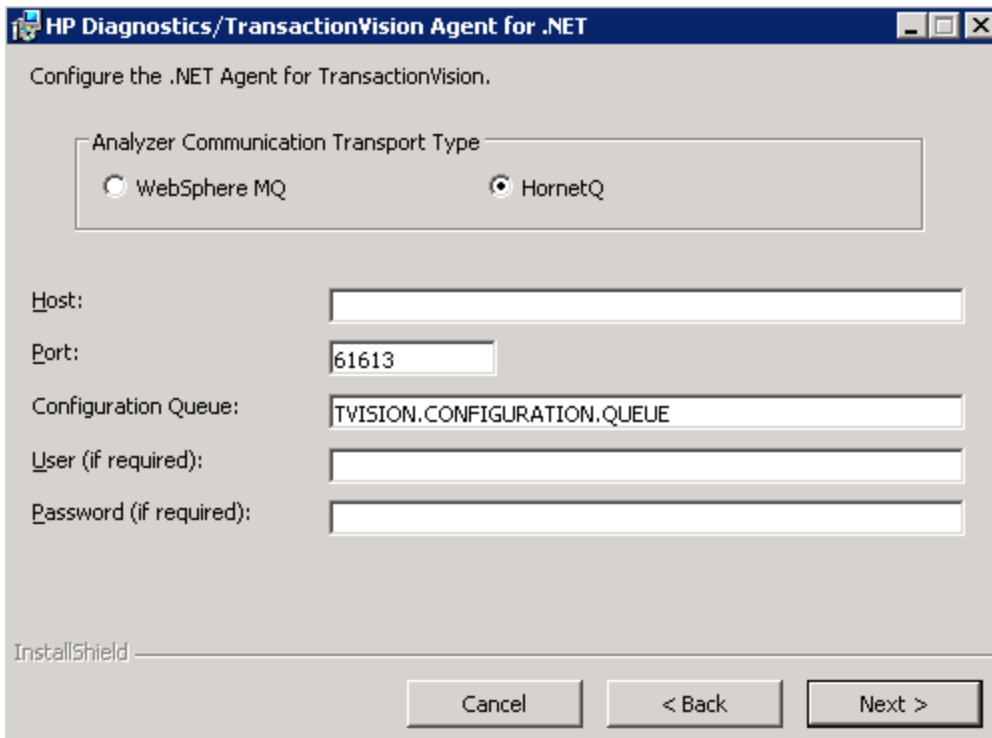 HP Diagnostics/TransactionVision Agent for .NET
Configure the .NET Agent for TransactionVision.
Analyzer Communication Transport Type
WebSphere MQ HornetQ
Host:
Port: 61613
Configuration Queue: TVISION.CONFIGURATION.QUEUE
User (if required):
Password (if required):
InstallShield
Cancel < Back Next >